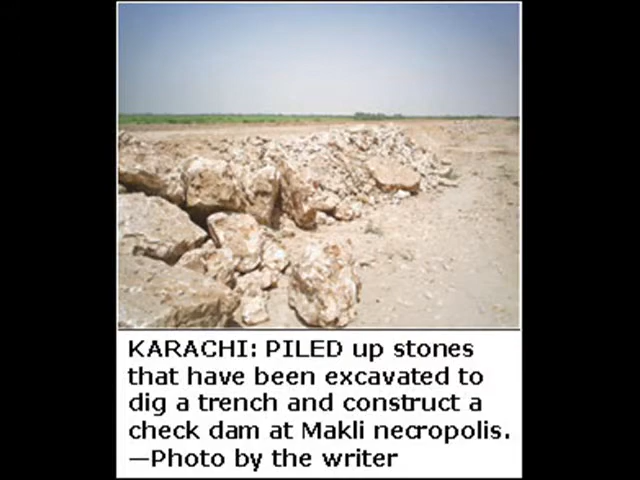 KARACHI: PILED up stones
that have been excavated to
dig a trench and construct a
check dam at Makli necropolis.
—Photo by the writer